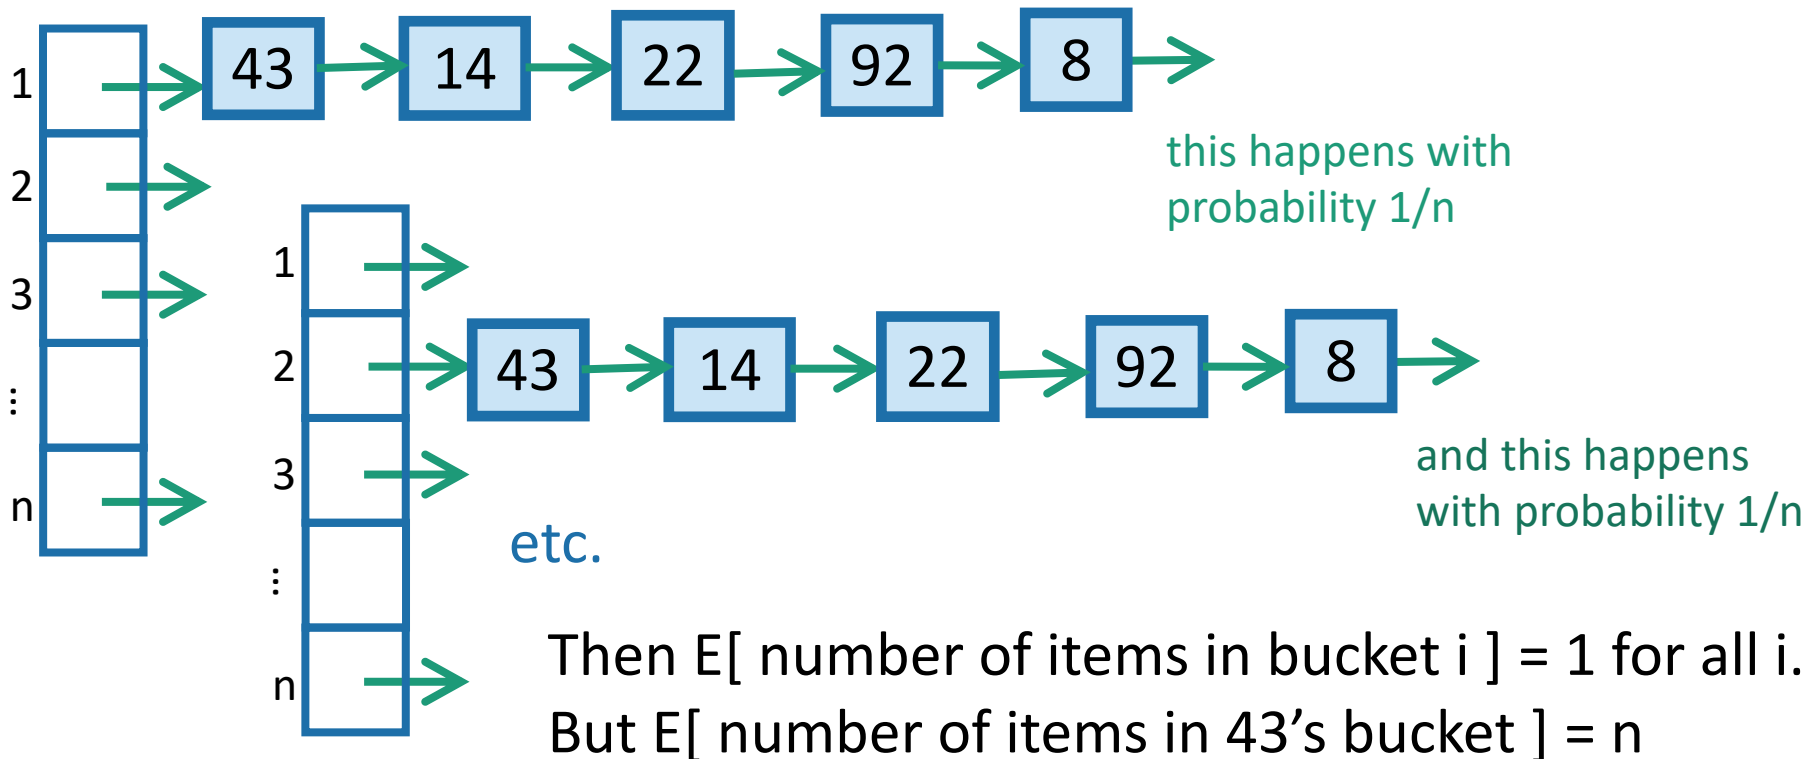 1 43 14 22 92 8
this happens with
probability 1/n
2
3
⋮
n
1
2 43 14 22 92 8
3
⋮
n
and this happens
with probability 1/n
etc.
Then E[ number of items in bucket i ] = 1 for all i.
But E[ number of items in 43’s bucket ] = n